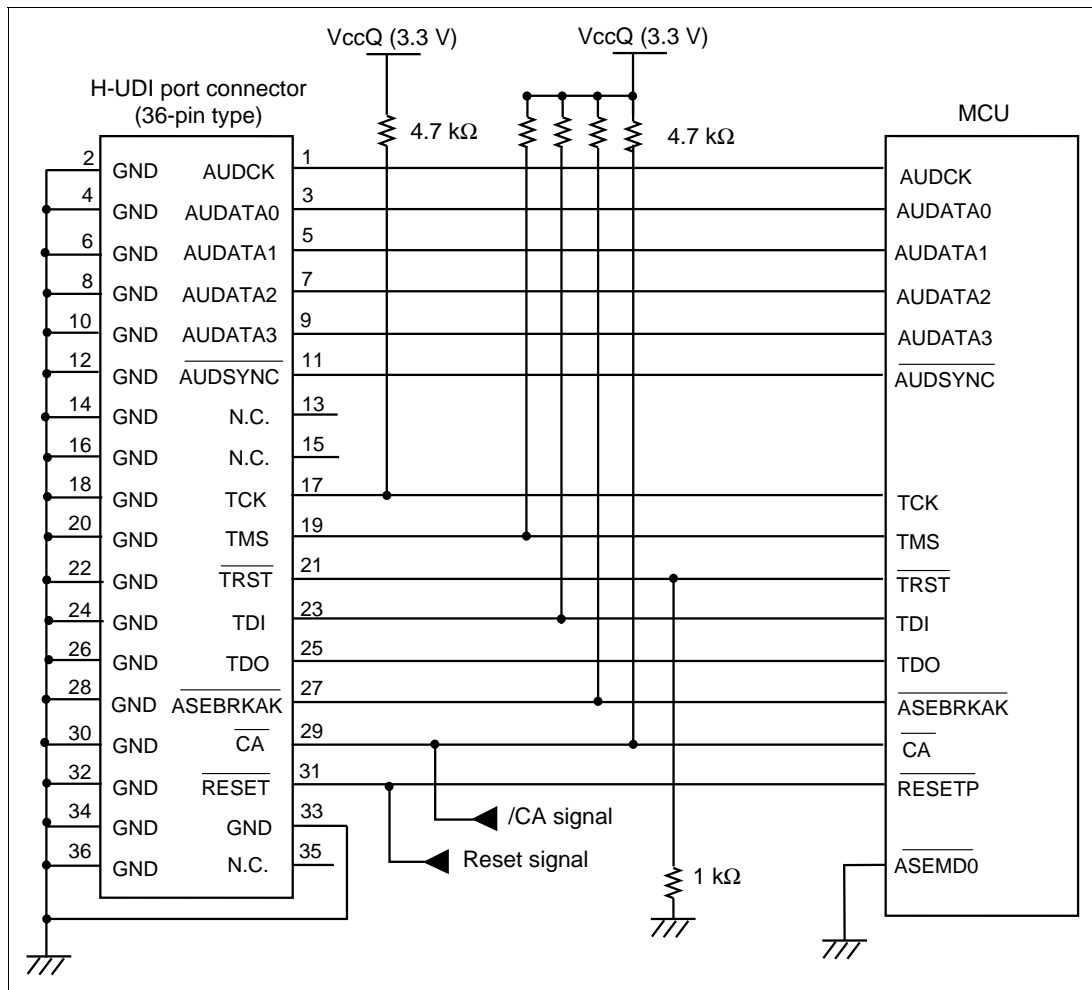 VccQ (3.3 V) VccQ (3.3 V)
H-UDI port connector
(36-pin type)
4.7 kΩ 4.7 kΩ
MCU
2 GND AUDCK 1 AUDCK
4 GND AUDATA0 3 AUDATA0
6 GND AUDATA1 5 AUDATA1
8 GND AUDATA2 7 AUDATA2
10 GND AUDATA3 9 AUDATA3
12 GND AUDSYNC 11 AUDSYNC
14 GND N.C. 13
16 GND N.C. 15
18 GND TCK 17 TCK
20 GND TMS 19 TMS
22 GND TRST 21 TRST
24 GND TDI 23 TDI
26 GND TDO 25 TDO
28 GND ASEBRKAK 27 ASEBRKAK
30 GND CA 29 CA
32 GND RESET 31 RESETP
34 GND GND 33
/CA signal
36 GND N.C. 35
Reset signal
1 kΩ
ASEMD0